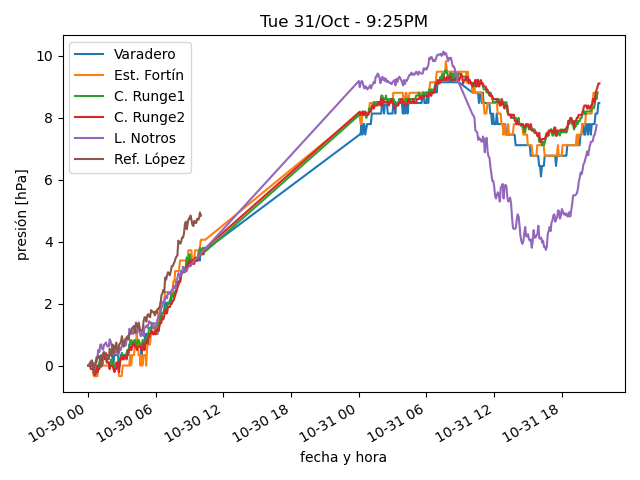 Tue 31/Oct - 9:25PM
Varadero
Est. Fortín
C. Runge1
C. Runge2
L. Notros
Ref. López
presión [hPa]
10
8
6
4
2
0
10-30 00
10-30 06
10-30 12
10-30 18
10-31 00
10-31 06
10-31 12
10-31 18
fecha y hora